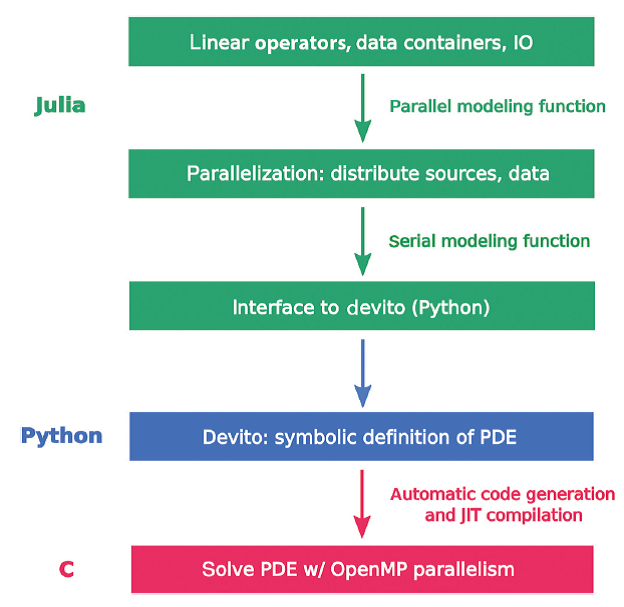 Linear operators, data containers, IO
Julia
Parallel modeling function
Parallelization: distribute sources, data
Serial modeling function
Interface to devito (Python)
Python
Devito: symbolic definition of PDE
Automatic code generation
and JIT compilation
C
Solve PDE w/ OpenMP parallelism